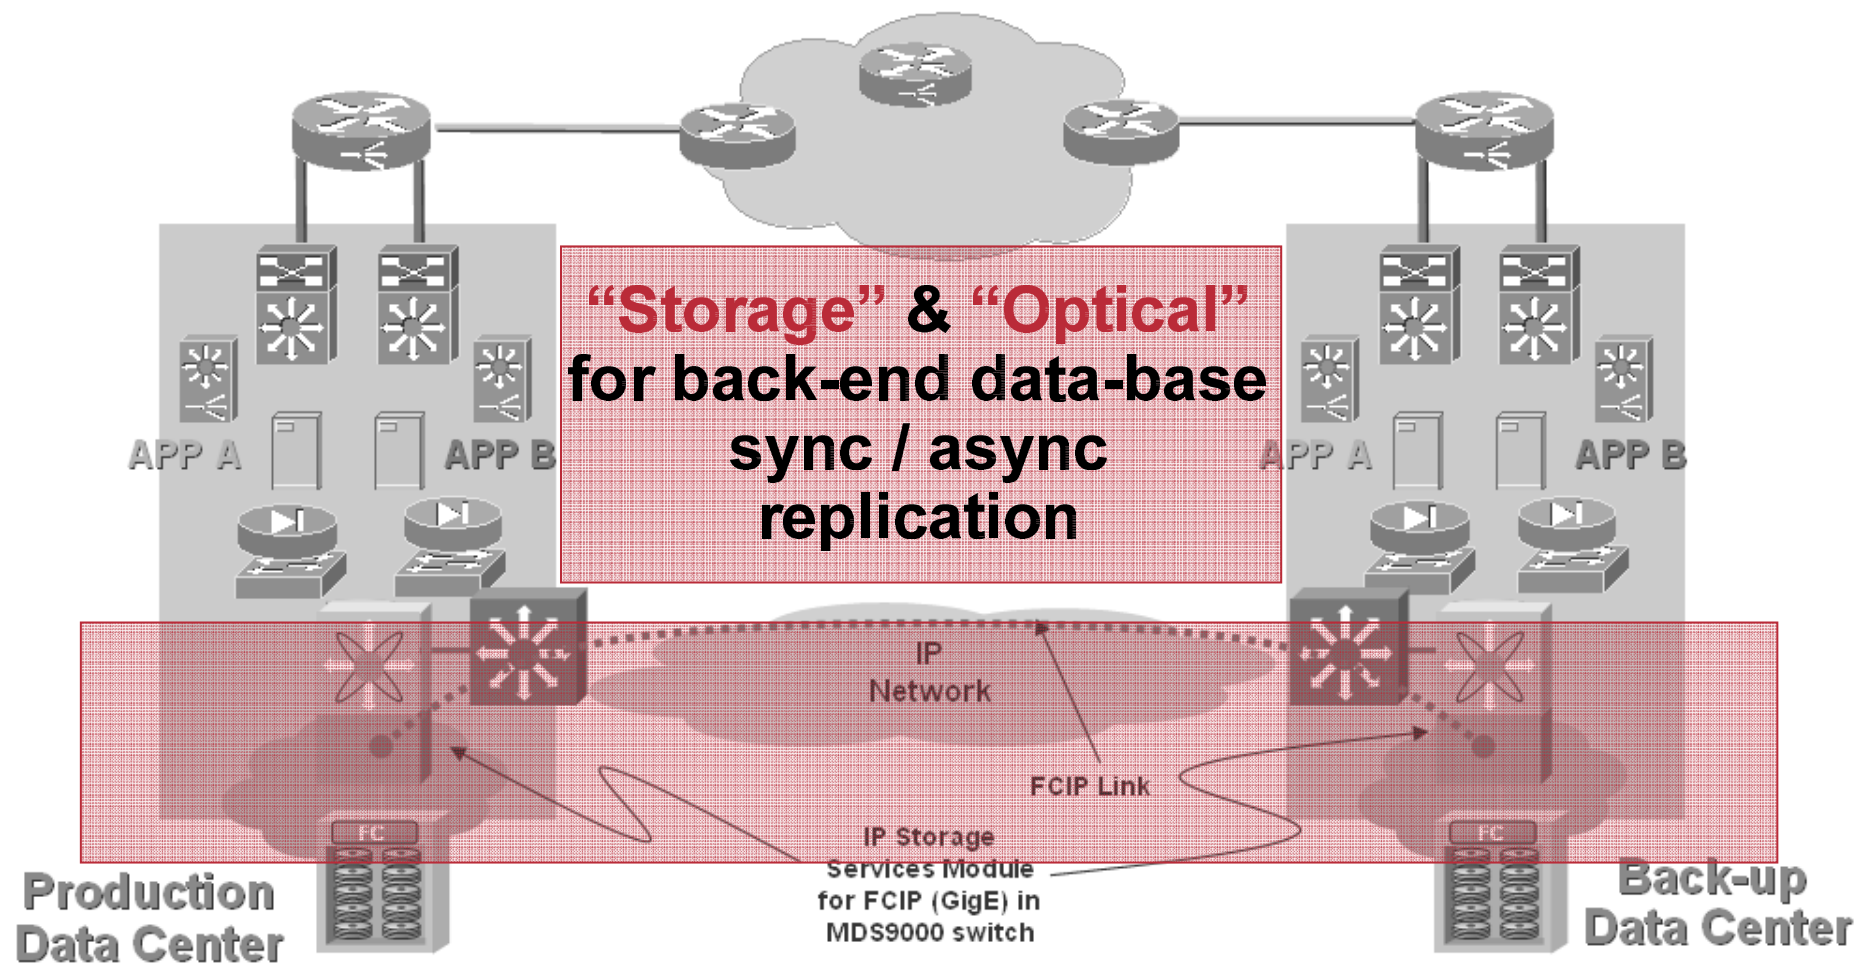 “Storage” & “Optical”
for back-end data-base
sync / async
replication
APP A
APP B
APP A
APP B
IP
Network
FCIP Link
IP Storage
Services Module
for FCIP (GigE) in
MDS9000 switch
FC
FC
Production
Data Center
Back-up
Data Center